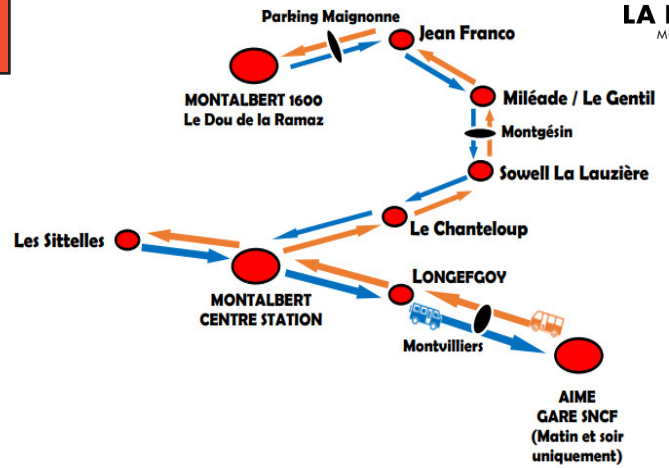 Parking Maignonne
Jean Franco
LA
MONTALBERT 1600
Le Dou de la Ramaz
Miléade / Le Gentil
Montgésin
Sowell La Lauzière
Le Chanteloup
Les Sittelles
MONTALBERT
CENTRE STATION
LONGEFGOY
Montvilliers
AIME
GARE SNCF
(Matin et soir
uniquement)